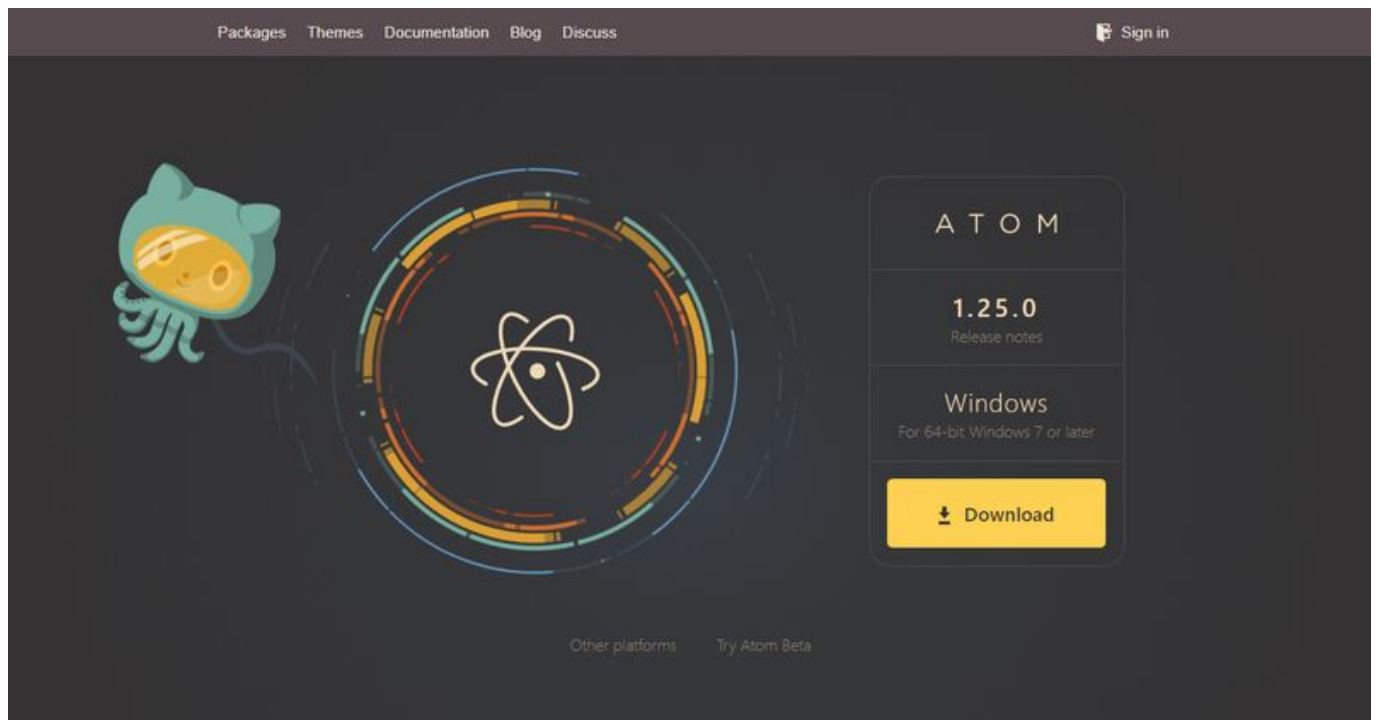 Packages Themes Documentation Blog Discuss Sign in
ATOM
1.25.0
Release notes
Windows
For 64-bit Windows 7 or later
Download
Other platforms Try Atom Beta